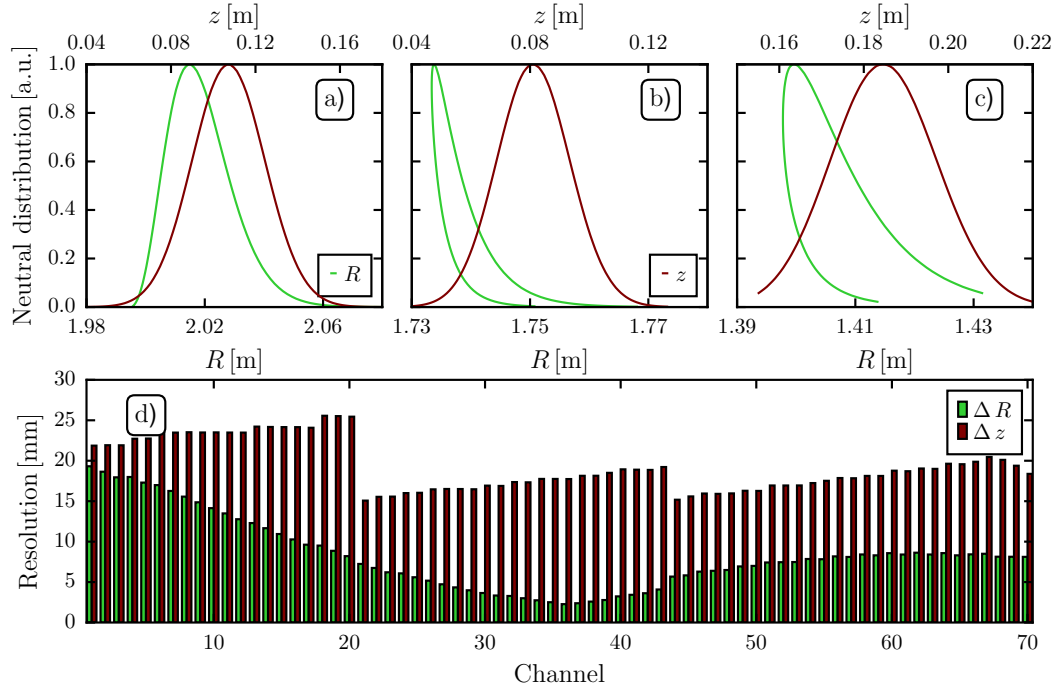 z [m] z [m] z [m]
0.04 0.08 0.12 0.16 0.04 0.08 0.12 0.16 0.18 0.20 0.22
Neutral distribution [a.u.]
1.0
0.8
0.6
0.4
0.2
0.0
a)
b)
c)
R
z
1.98 2.02 2.06 1.73 1.75 1.77 1.39 1.41 1.43
R [m] R [m] R [m]
Resolution [mm]
30
25
20
15
10
5
0
d)
Δ R
Δ z
10 20 30 40 50 60 70
Channel